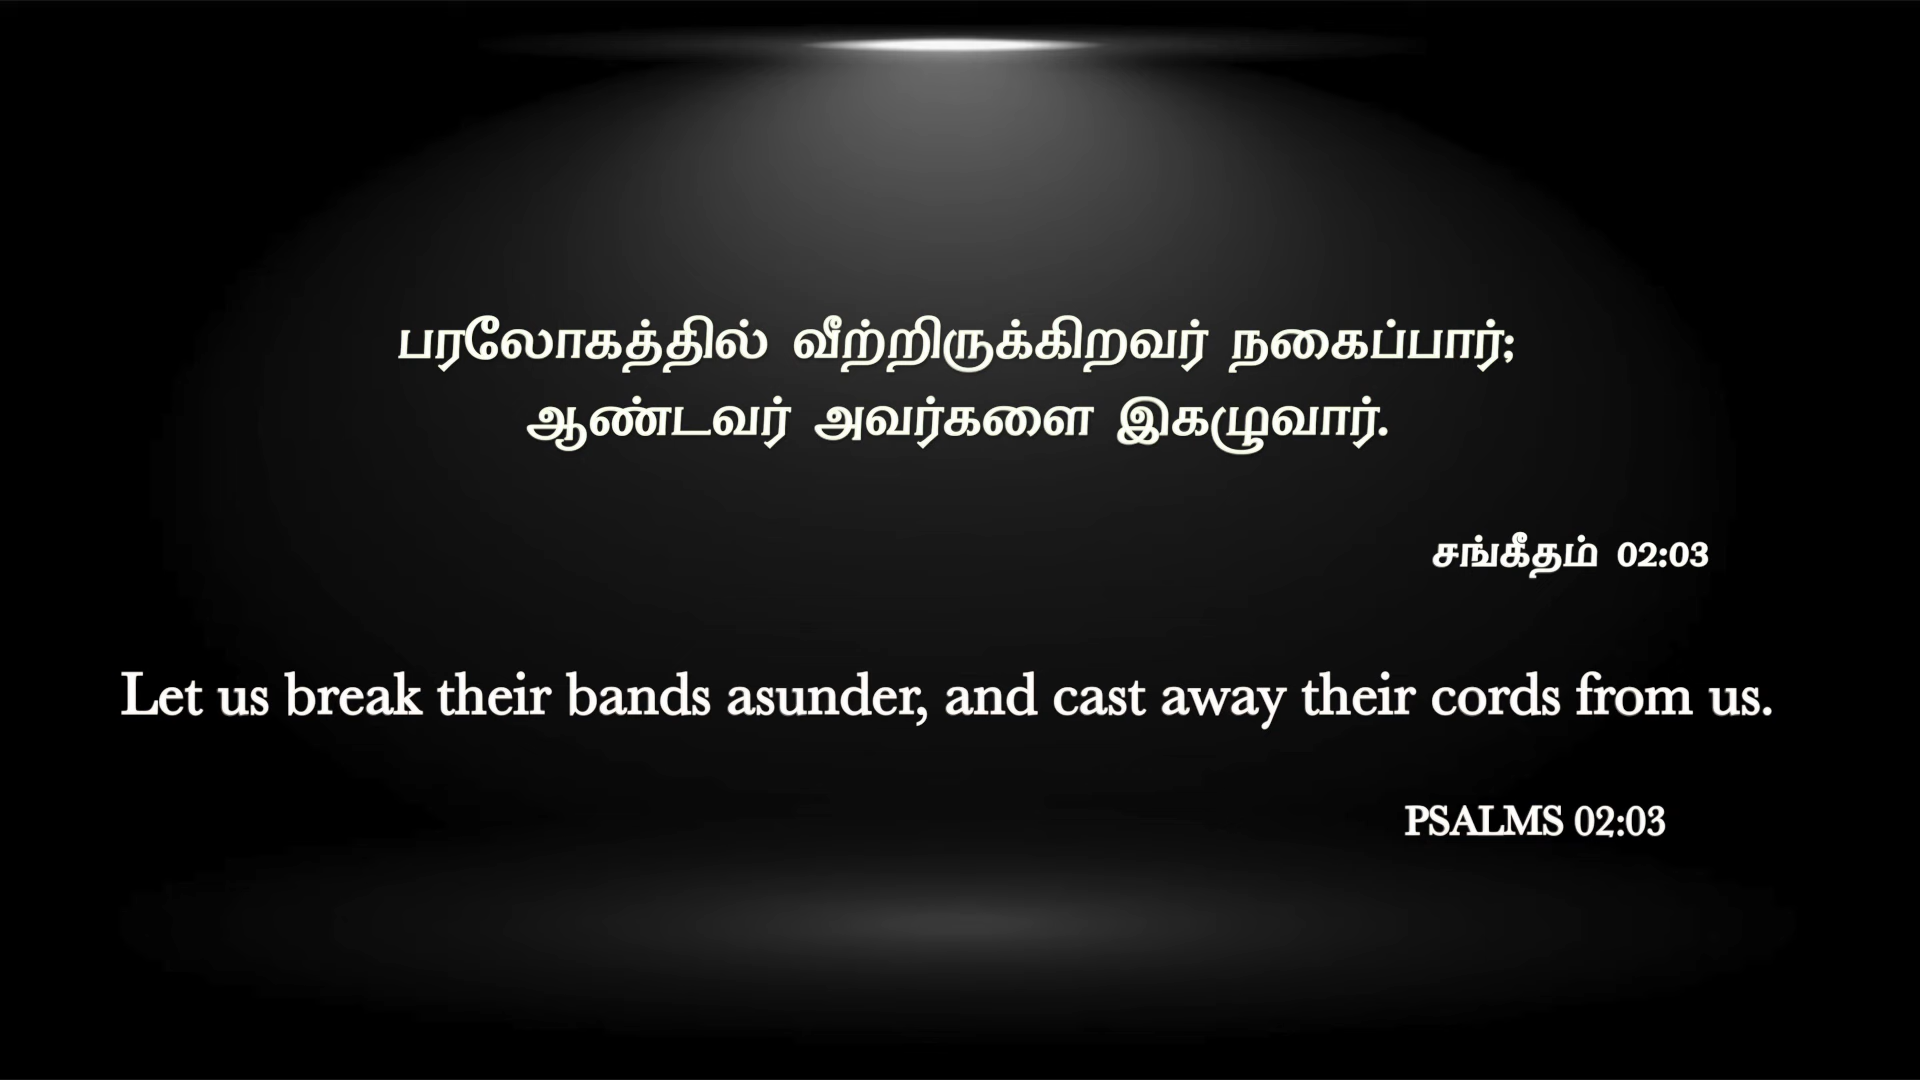 பரலோகத்தில் வீற்றிருக்கிறவர் நகைப்பார்;
ஆண்டவர் அவர்களை இகழுவார்.
சங்கீதம் 02:03
Let us break their bands asunder, and cast away their cords from us.
PSALMS 02:03